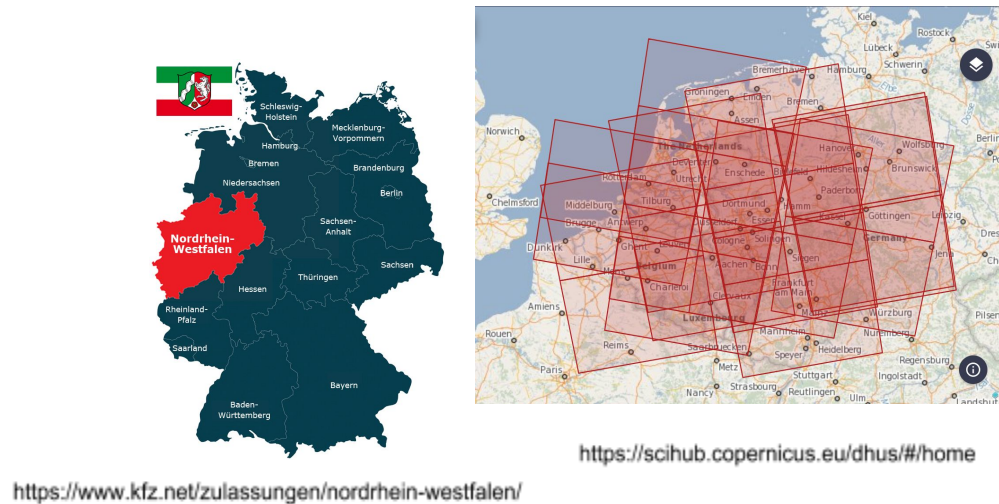 Schleswig-
Holstein
Mecklenburg-
Vorpommern
Hamburg
Bremen
Brandenburg
Niedersachsen
Berlin
Sachsen-
Anhalt
Nordrhein-
Westfalen
Sachsen
Thüringen
Hessen
Rheinland-
Pfalz
Saarland
Bayern
Baden-
Württemberg
https://www.kfz.net/zulassungen/nordrhein-westfalen/
Kiel
Rostock
Lübeck
Schwerin
Bremerhaven
Hamburg
Groningen
Emden
Bremen
Assen
Norwich
The Netherlands
Hanover
Wolfsburg
Deventer
Enschede
Hildesheim
Brunswick
Utrecht
Paderborn
Chelmsford
Middelburg
Tilburg
Dortmund
Hamm
Essen
Göttingen
Leipzig
Brugge
Antwerp
Kassel
Dunkirk
Ghent
Cologne
Solingen
Germany
Lille
Belgium
Aachen
Bonn
Siegen
Jena
Charleroi
Frankfurt
am Main
Amiens
Clervaux
Luxembourg
Würzburg
Rouen
Mannheim
Nuremberg
Reims
Saarbruecken
Speyer
Heidelberg
Metz
Regensburg
Paris
Stuttgart
Nancy
Strasbourg
Reutlingen
Ulm
Ingolstadt
https://scihub.copernicus.eu/dhus/#/home